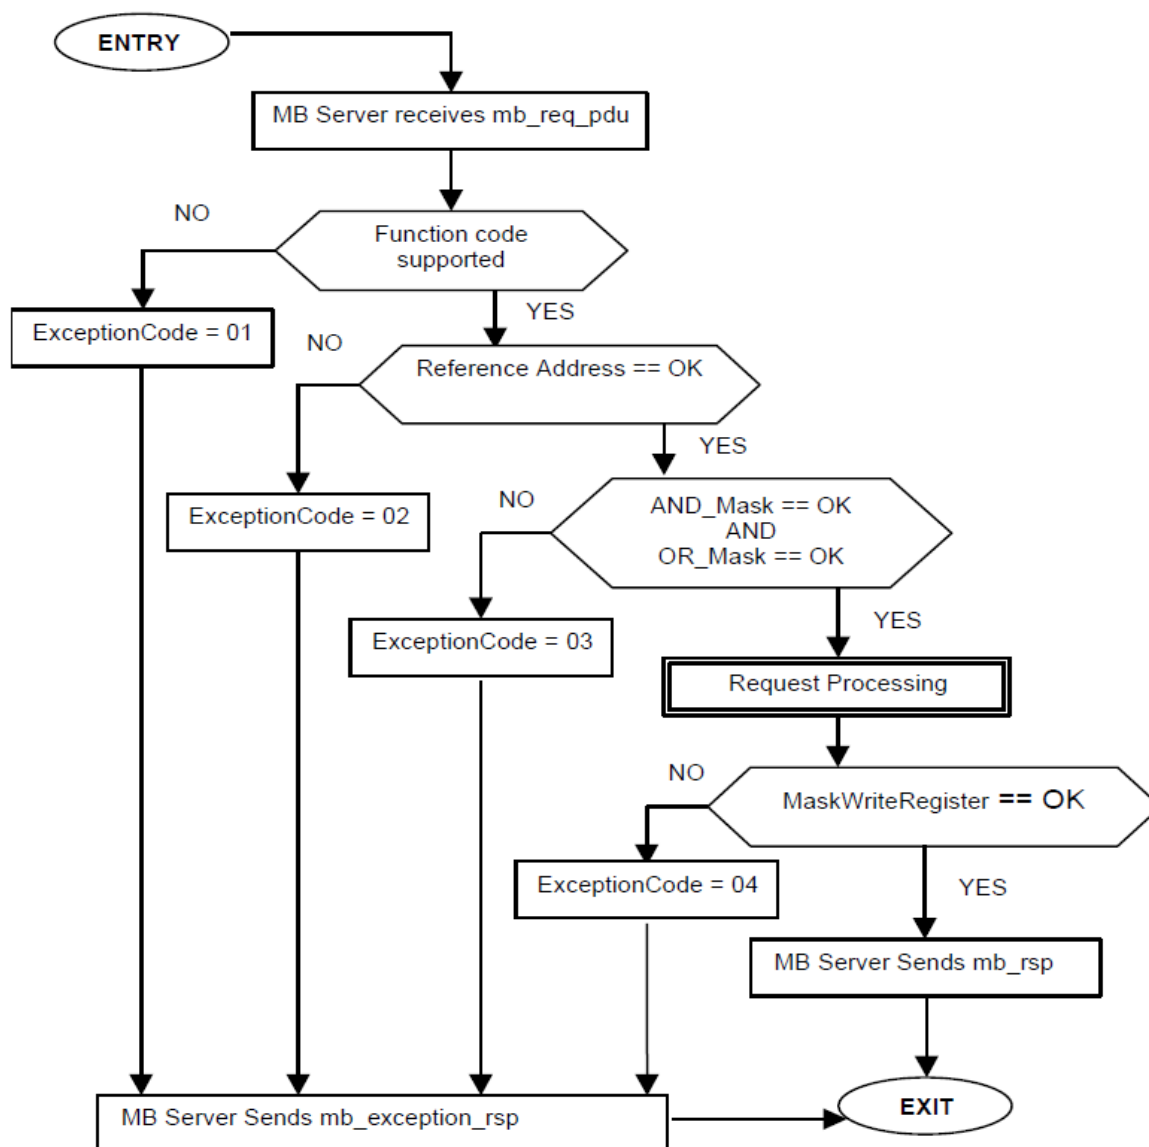 ENTRY
MB Server receives mb_req_pdu
NO
Function code
supported
YES
ExceptionCode = 01
NO
Reference Address == OK
YES
NO
AND_Mask == OK
AND
OR_Mask == OK
ExceptionCode = 02
YES
ExceptionCode = 03
Request Processing
NO
MaskWriteRegister == OK
ExceptionCode = 04
YES
MB Server Sends mb_rsp
MB Server Sends mb_exception_rsp
EXIT